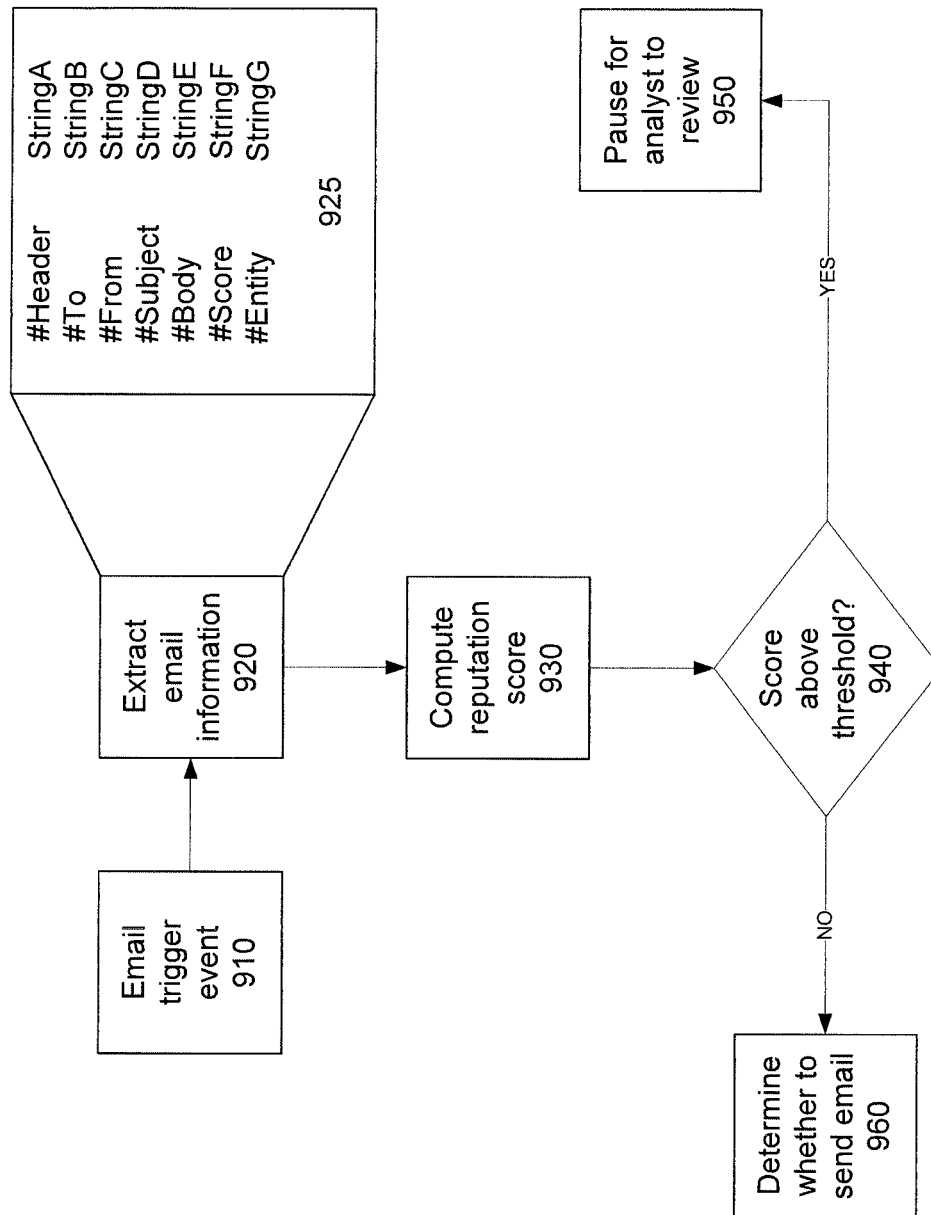 Email
trigger
event
910
Extract
email
information
920
#Header StringA
#To StringB
#From StringC
#Subject StringD
#Body StringE
#Score StringF
#Entity StringG
925
Compute
reputation
score
930
Score
above
threshold?
940
YES
Pause for
analyst to
review
950
NO
Determine
whether to
send email
960